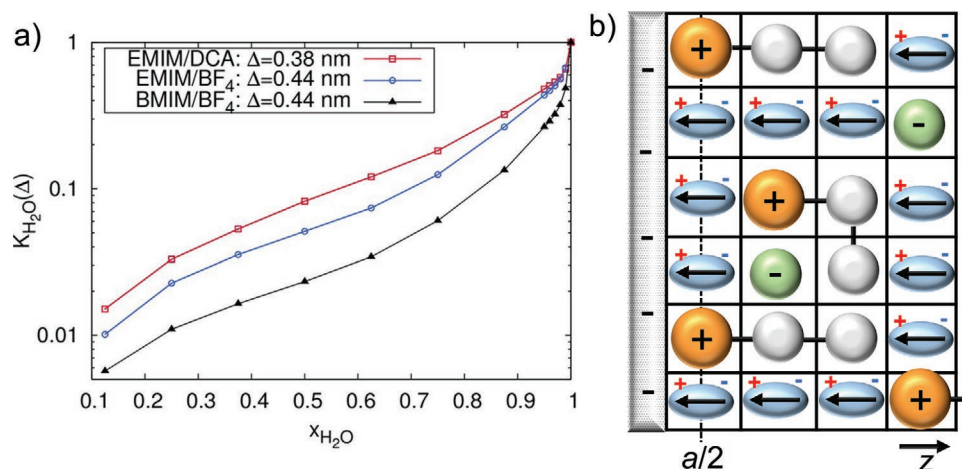 a)
EMIM/DCA: Δ=0.38 nm
EMIM/BF4: Δ=0.44 nm
BMIM/BF4: Δ=0.44 nm
1
0.1
0.01
K_H2O(Δ)
0.1 0.2 0.3 0.4 0.5 0.6 0.7 0.8 0.9 1
x_H2O
b)
+ + -
- + - + - + - -
+ - + + -
+ - - + -
+ + -
+ - + - + - +
- - - - -
a/2 z